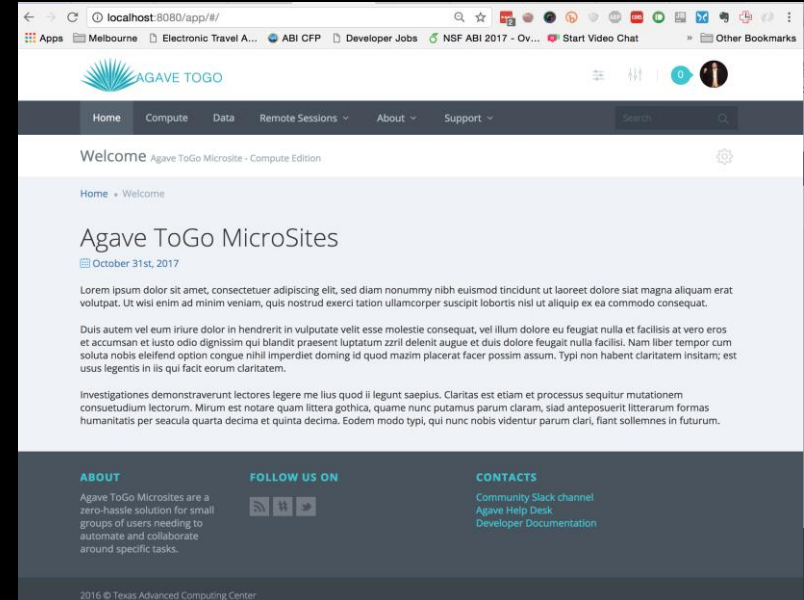 localhost:8080/app/#/
Apps Melbourne Electronic Travel A... ABI CFP Developer Jobs NSF ABI 2017 - Ov... Start Video Chat » Other Bookmarks
AGAVE TOGO
0
Home Compute Data Remote Sessions About Support Search
Welcome Agave ToGo Microsite - Compute Edition
Home Welcome
Agave ToGo MicroSites
October 31st, 2017
Lorem ipsum dolor sit amet, consectetuer adipiscing elit, sed diam nonummy nibh euismod tincidunt ut laoreet dolore siat magna aliquam erat
volutpat. Ut wisi enim ad minim veniam, quis nostrud exerci tation ullamcorper suscipit lobortis nisl ut aliquip ex ea commodo consequat.
Duis autem vel eum iriure dolor in hendrerit in vulputate velit esse molestie consequat, vel illum dolore eu feugiat nulla et facilisis at vero eros
et accumsan et iusto odio dignissim qui blandit praesent luptatum zzril delenit augue et duis dolore feugait nulla facilisi. Nam liber tempor cum
soluta nobis eleifend option congue nihil imperdiet doming id quod mazim placerat facer possim assum. Typi non habent claritatem insitam; est
usus legentis in iis qui facit eorum claritatem.
Investigationes demonstraverunt lectores legere me lius quod ii legunt saepius. Claritas est etiam et processus sequitur mutationem
consuetudium lectorum. Mirum est notare quam littera gothica, quame nunc putamus parum claram, siad anteposuerit litterarum formas
humanitatis per seacula quarta decima et quinta decima. Eodem modo typi, qui nunc nobis videntur parum clari, fiant sollemnes in futurum.
ABOUT
Agave ToGo Microsites are a
zero-hassle solution for small
groups of users needing to
automate and collaborate
around specific tasks.
FOLLOW US ON
CONTACTS
Community Slack channel
Agave Help Desk
Developer Documentation
2016 © Texas Advanced Computing Center